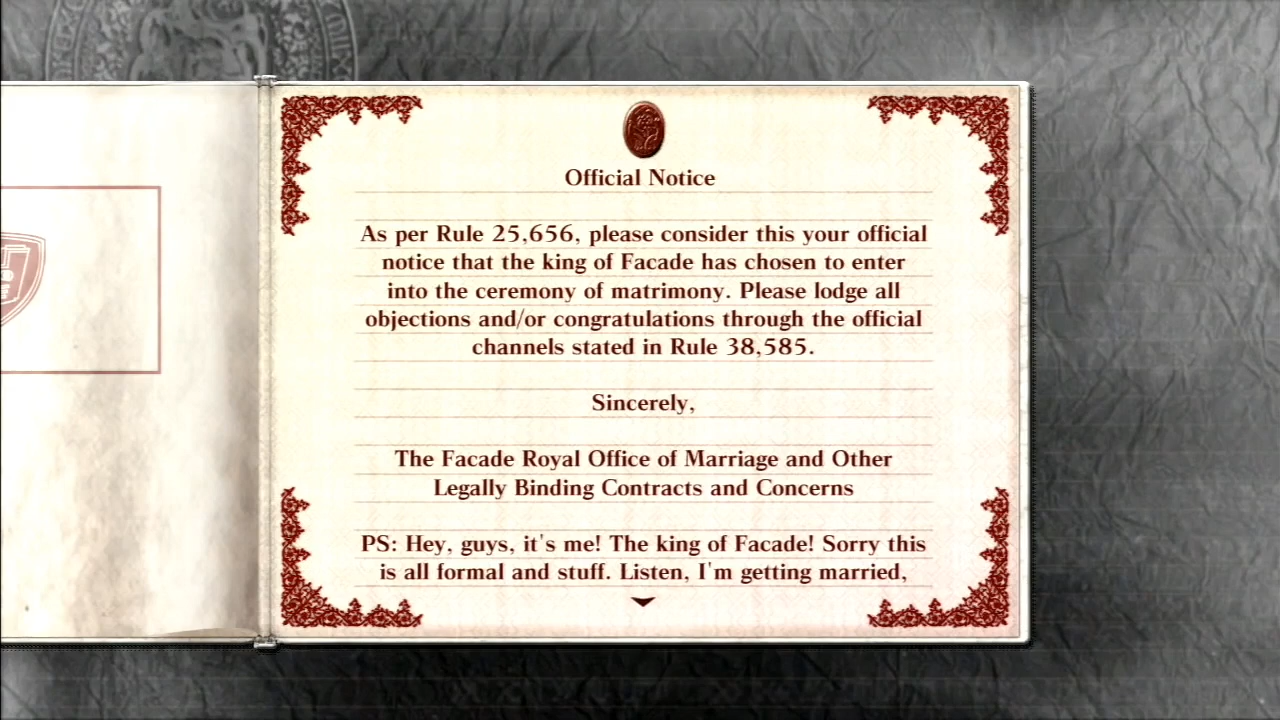 Official Notice
As per Rule 25,656, please consider this your official
notice that the king of Facade has chosen to enter
into the ceremony of matrimony. Please lodge all
objections and/or congratulations through the official
channels stated in Rule 38,585.
Sincerely,
The Facade Royal Office of Marriage and Other
Legally Binding Contracts and Concerns
PS: Hey, guys, it's me! The king of Facade! Sorry this
is all formal and stuff. Listen, I'm getting married,